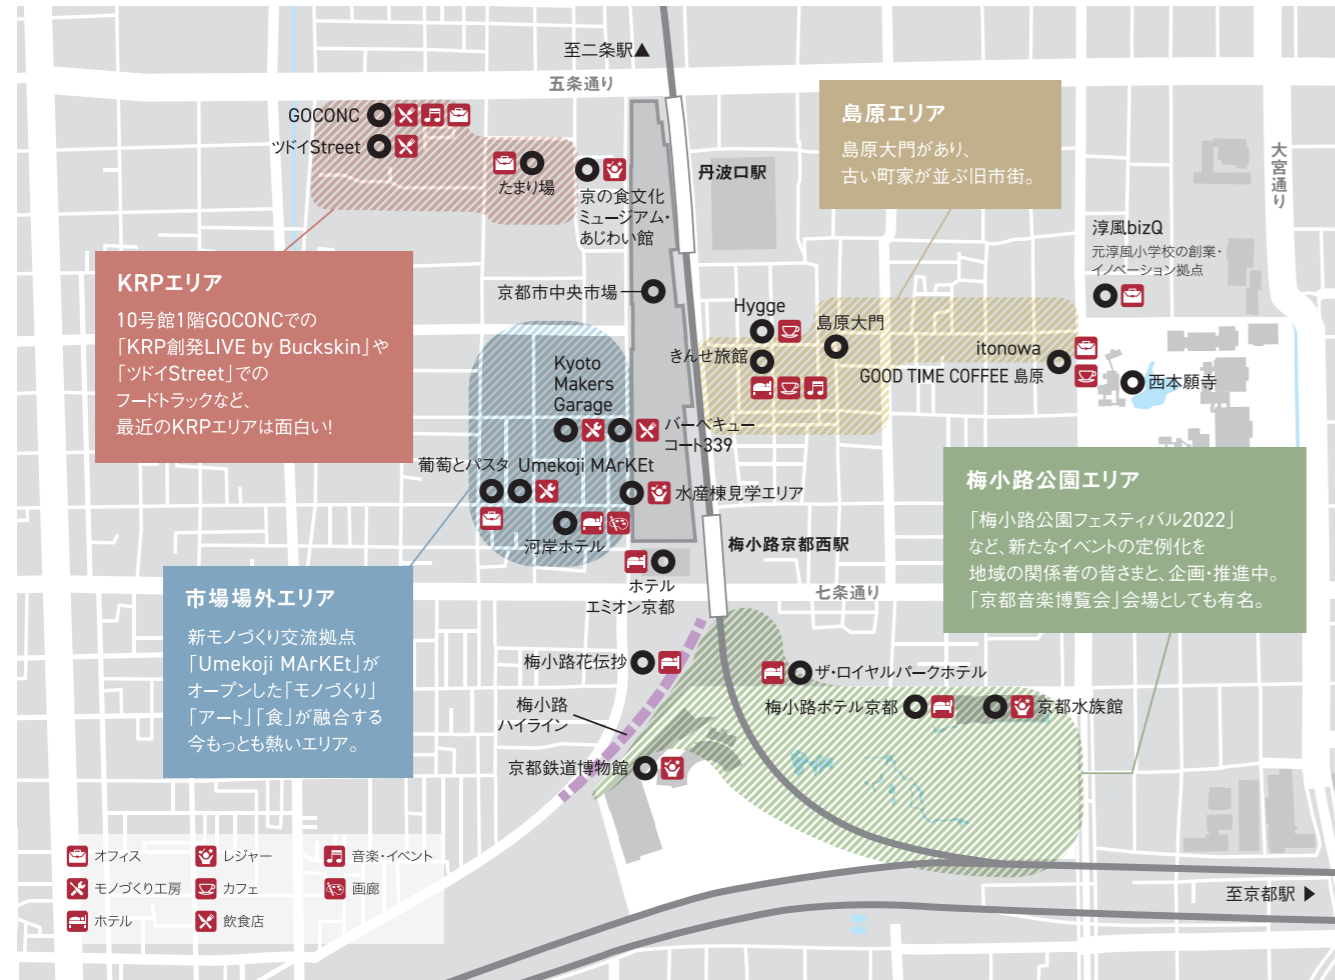 至二条駅▲
五条通り
GOCONC
ツドイStreet
たまり場
京の食文化
ミュージアム・
あじわい館
丹波口駅
島原エリア
島原大門があり、
古い町家が並ぶ旧市街。
大宮通り
淳風bizQ
元淳風小学校の創業・
イノベーション拠点
KRPエリア
10号館1階GOCONCでの
「KRP創発LIVE by Buckskin」や
「ツドイStreet」での
フードトラックなど、
最近のKRPエリアは面白い!
京都市中央市場
Hygge
島原大門
きんせ旅館
itonowa
GOOD TIME COFFEE 島原
西本願寺
Kyoto
Makers
Garage
バーベキュー
コート339
葡萄とパスタ
Umekoji MArKEt
水産棟見学エリア
河岸ホテル
梅小路京都西駅
ホテル
エミオン京都
七条通り
梅小路公園エリア
「梅小路公園フェスティバル2022」
など、新たなイベントの定例化を
地域の関係者の皆さまと、企画・推進中。
「京都音楽博覧会」会場としても有名。
市場場外エリア
新モノづくり交流拠点
「Umekoji MArKEt」が
オープンした「モノづくり」
「アート」「食」が融合する
今もっとも熱いエリア。
梅小路花伝抄
ザ・ロイヤルパークホテル
梅小路ポテル京都
京都水族館
梅小路
ハイライン
京都鉄道博物館
オフィス
レジャー
音楽・イベント
モノづくり工房
カフェ
画廊
ホテル
飲食店
至京都駅▶